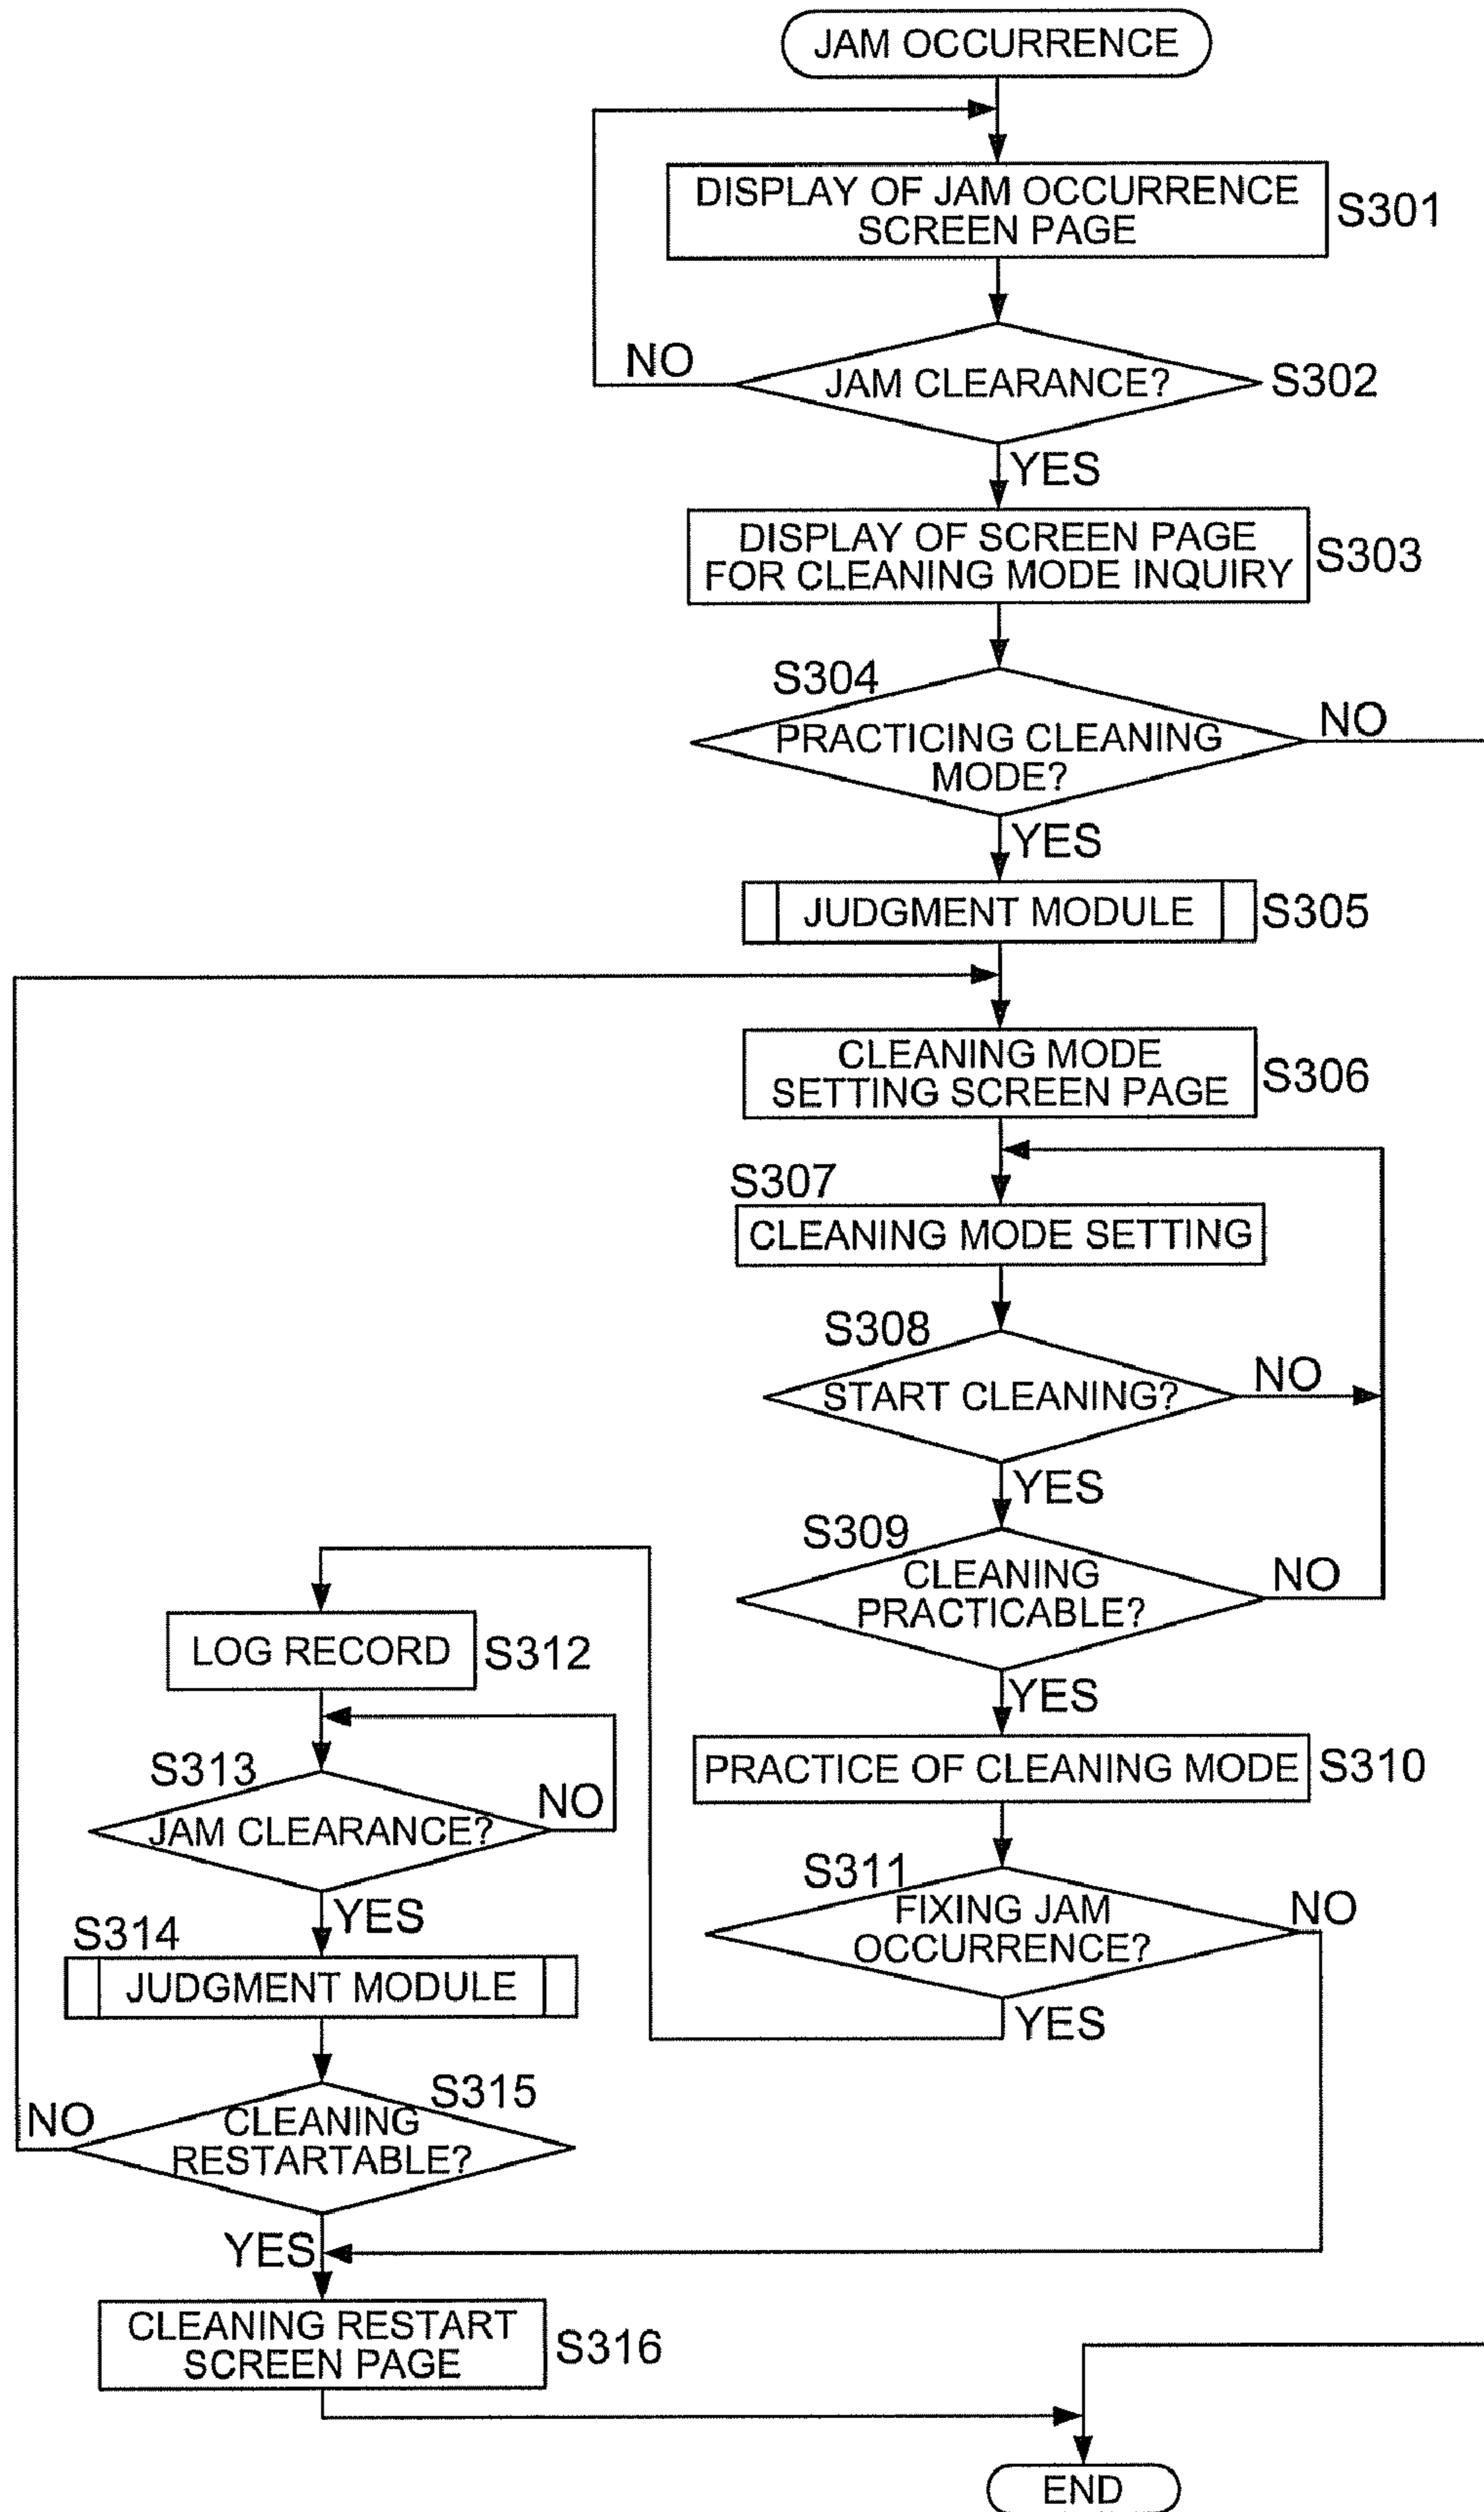 JAM OCCURRENCE
DISPLAY OF JAM OCCURRENCE
SCREEN PAGE
S301
NO
JAM CLEARANCE?
S302
YES
DISPLAY OF SCREEN PAGE
FOR CLEANING MODE INQUIRY
S303
S304
PRACTICING CLEANING
MODE?
NO
YES
JUDGMENT MODULE
S305
CLEANING MODE
SETTING SCREEN PAGE
S306
S307
CLEANING MODE SETTING
S308
START CLEANING?
NO
YES
S309
CLEANING
PRACTICABLE?
NO
YES
PRACTICE OF CLEANING MODE
S310
S311
FIXING JAM
OCCURRENCE?
NO
YES
LOG RECORD
S312
S313
JAM CLEARANCE?
NO
YES
S314
JUDGMENT MODULE
S315
CLEANING
RESTARTABLE?
NO
YES
CLEANING RESTART
SCREEN PAGE
S316
END